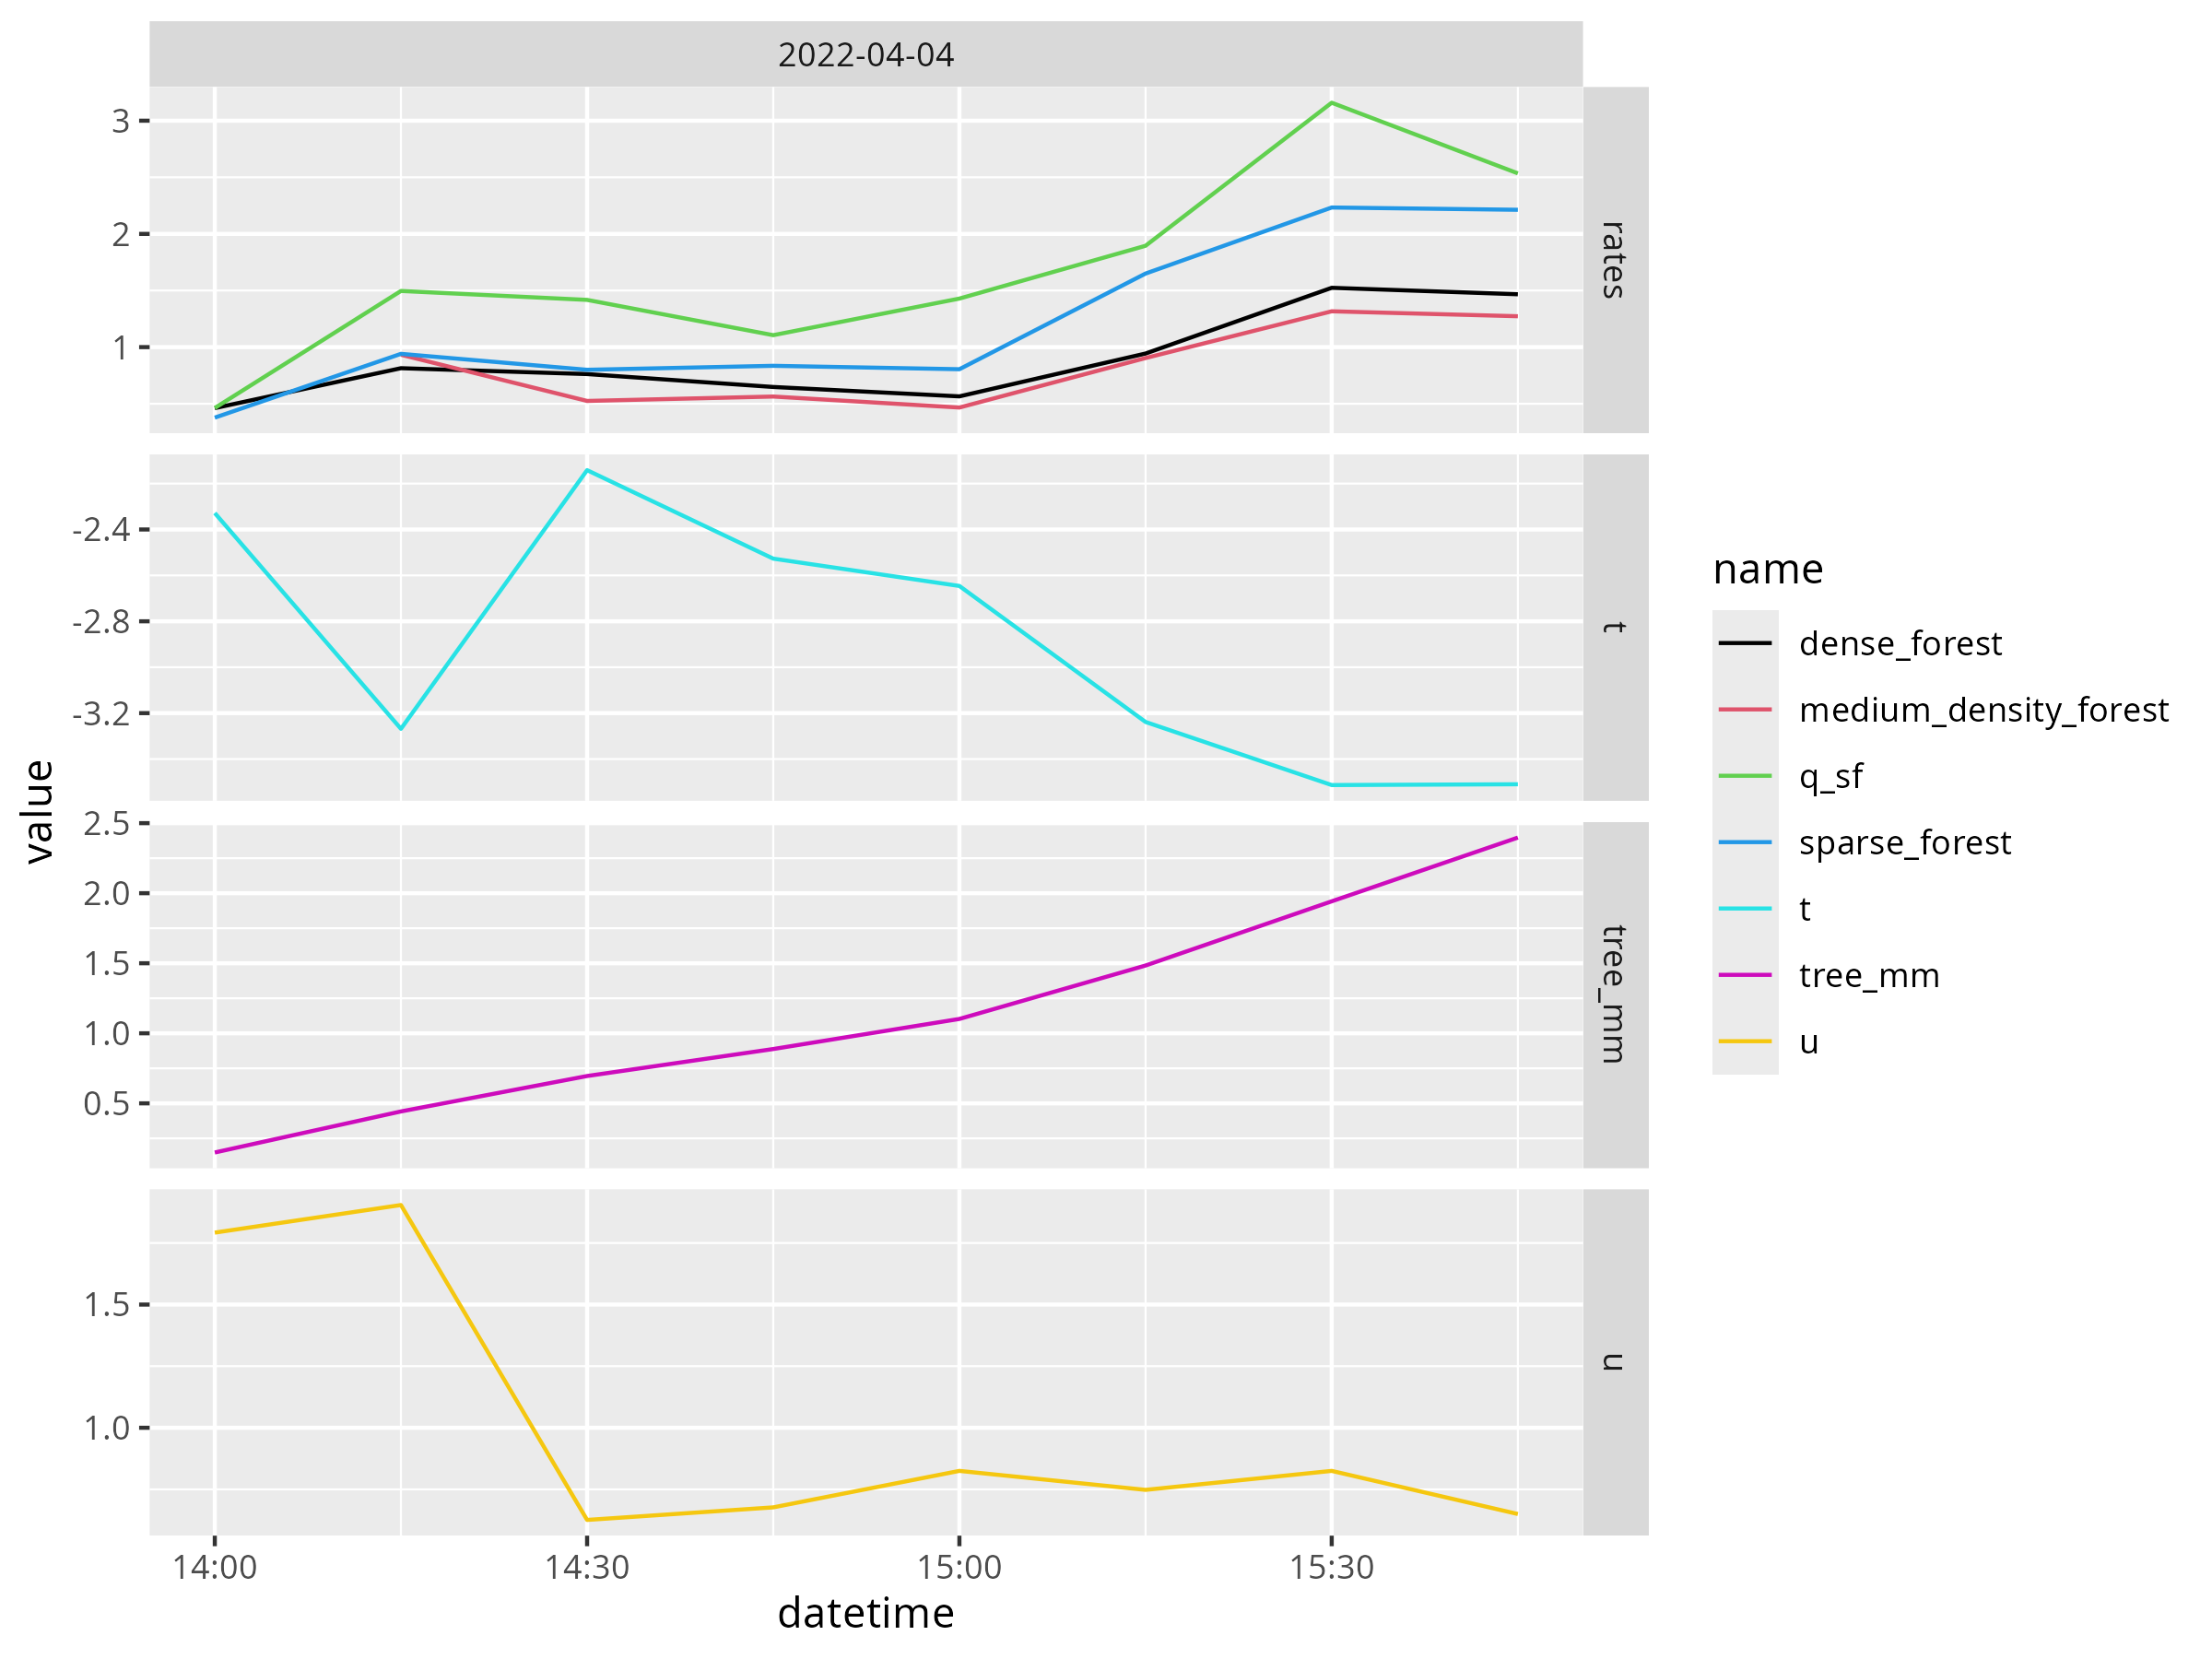 2022-04-04
3
2
1
rates
-2.4
-2.8
-3.2
t
2.5
2.0
1.5
1.0
0.5
tree_mm
1.5
1.0
u
14:00 14:30 15:00 15:30
datetime
value
name
dense_forest
medium_density_forest
q_sf
sparse_forest
t
tree_mm
u